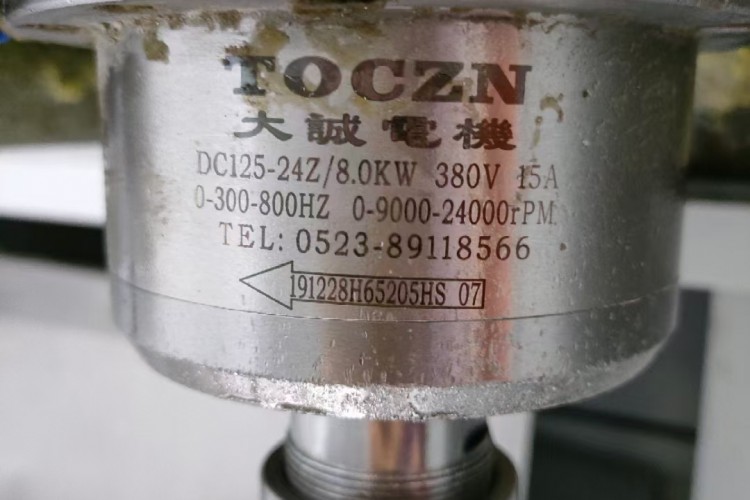 TOCZN
大誠電機
DC125-24Z/8.0KW 380V 15A
0-300-800HZ 0-9000-24000rPM
TEL: 0523-89118566
191228H65205HS 07